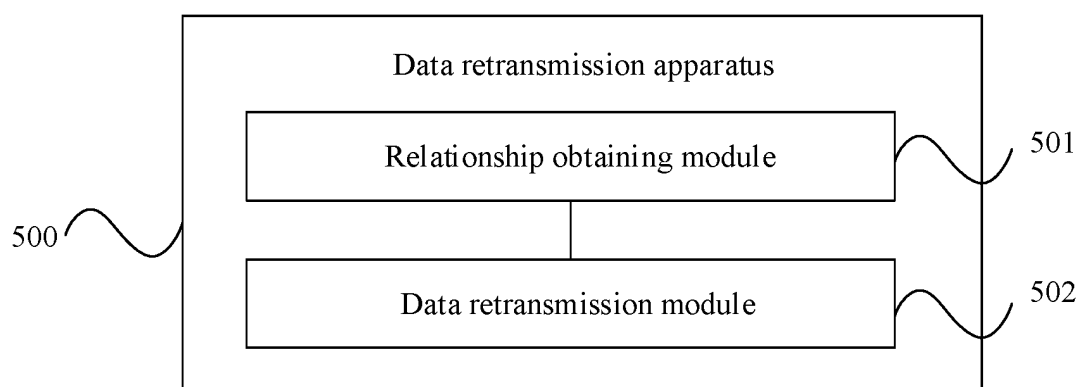 Data retransmission apparatus
Relationship obtaining module
501
500
Data retransmission module
502